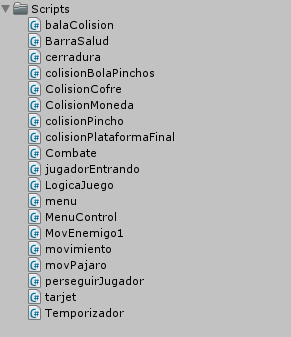 Scripts
balaColision
BarraSalud
cerradura
colisionBolaPinchos
ColisionCofre
ColisionMoneda
colisionPincho
colisionPlataformaFinal
Combate
jugadorEntrando
LogicaJuego
menu
MenuControl
MovEnemigo1
movimiento
movPajaro
perseguirJugador
tarjet
Temporizador